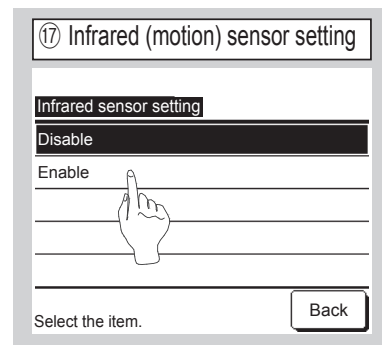 ⑰ Infrared (motion) sensor setting
Infrared sensor setting
Disable
Enable
Select the item.
Back